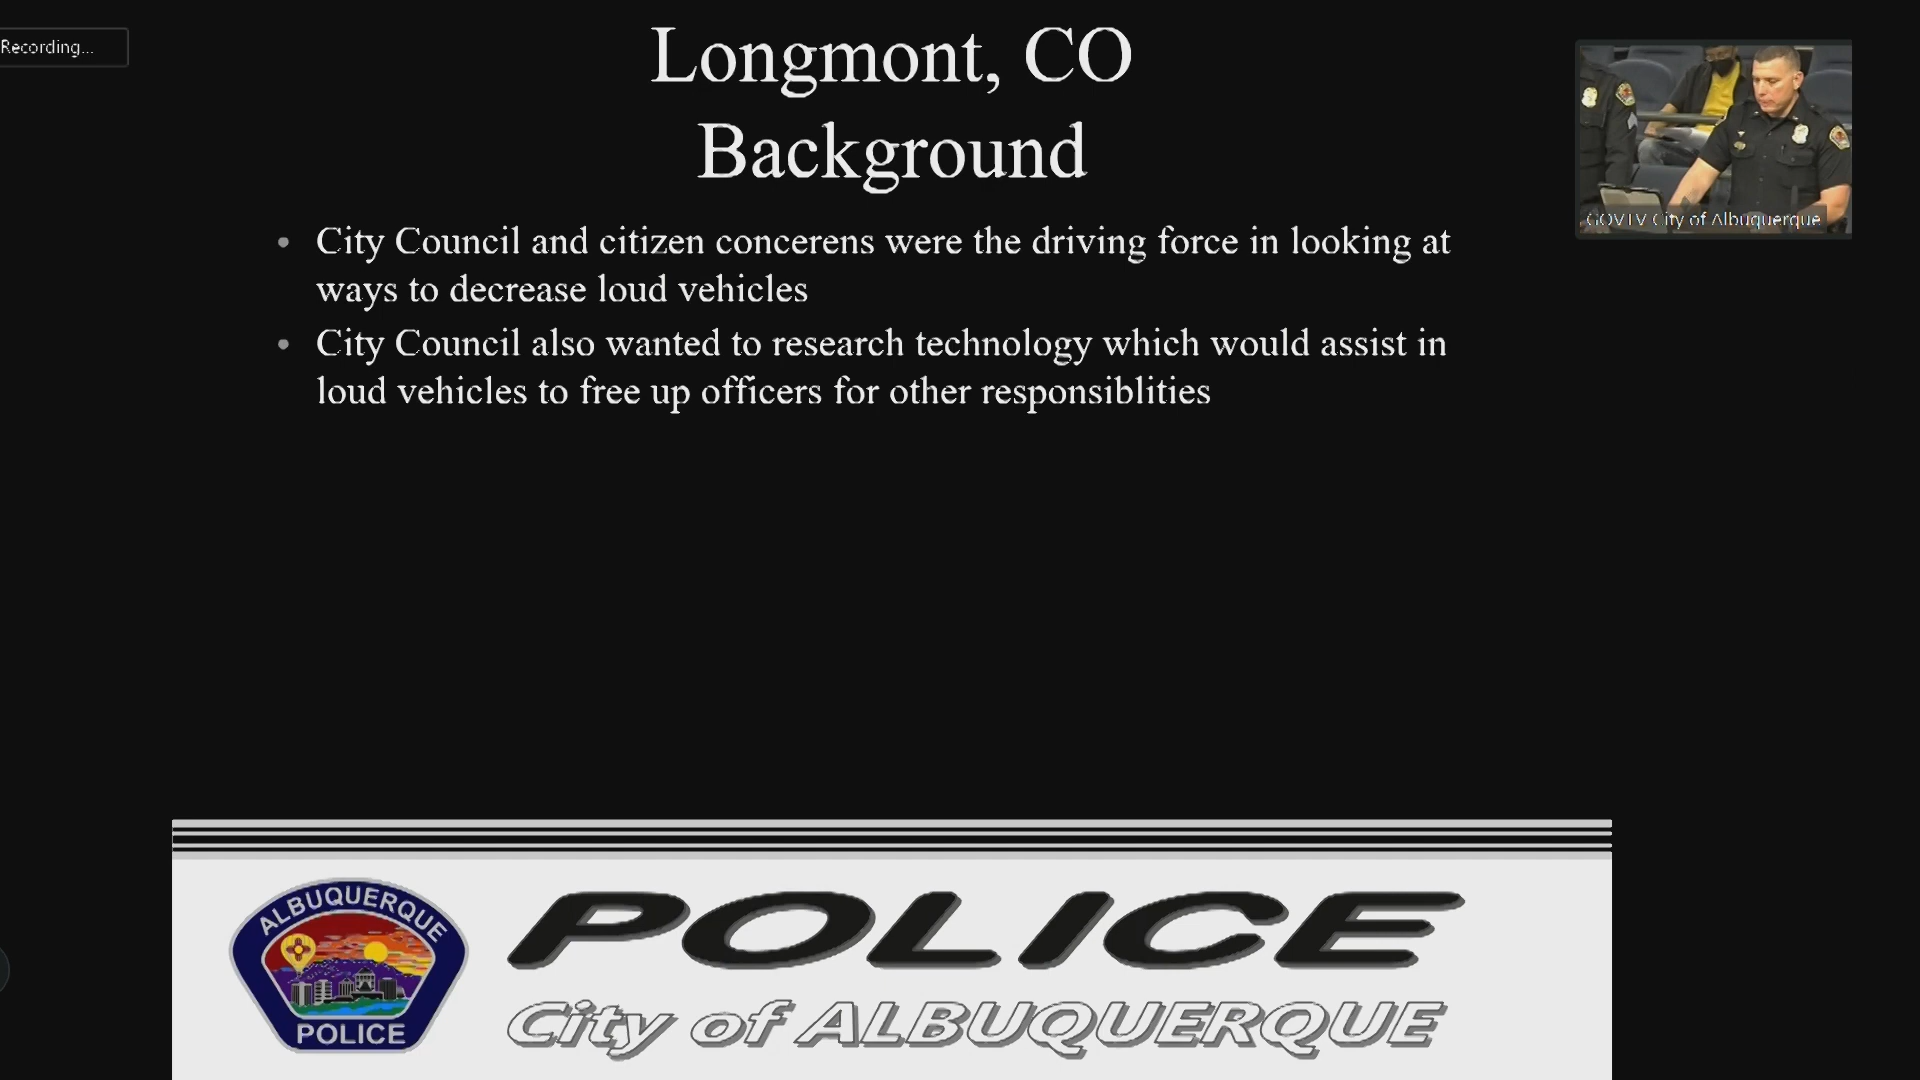 Recording...
Longmont, CO
Background
• City Council and citizen concerens were the driving force in looking at
ways to decrease loud vehicles
• City Council also wanted to research technology which would assist in
loud vehicles to free up officers for other responsiblities
GOVTV City of Albuquerque
ALBUQUERQUE
POLICE
POLICE
City of ALBUQUERQUE